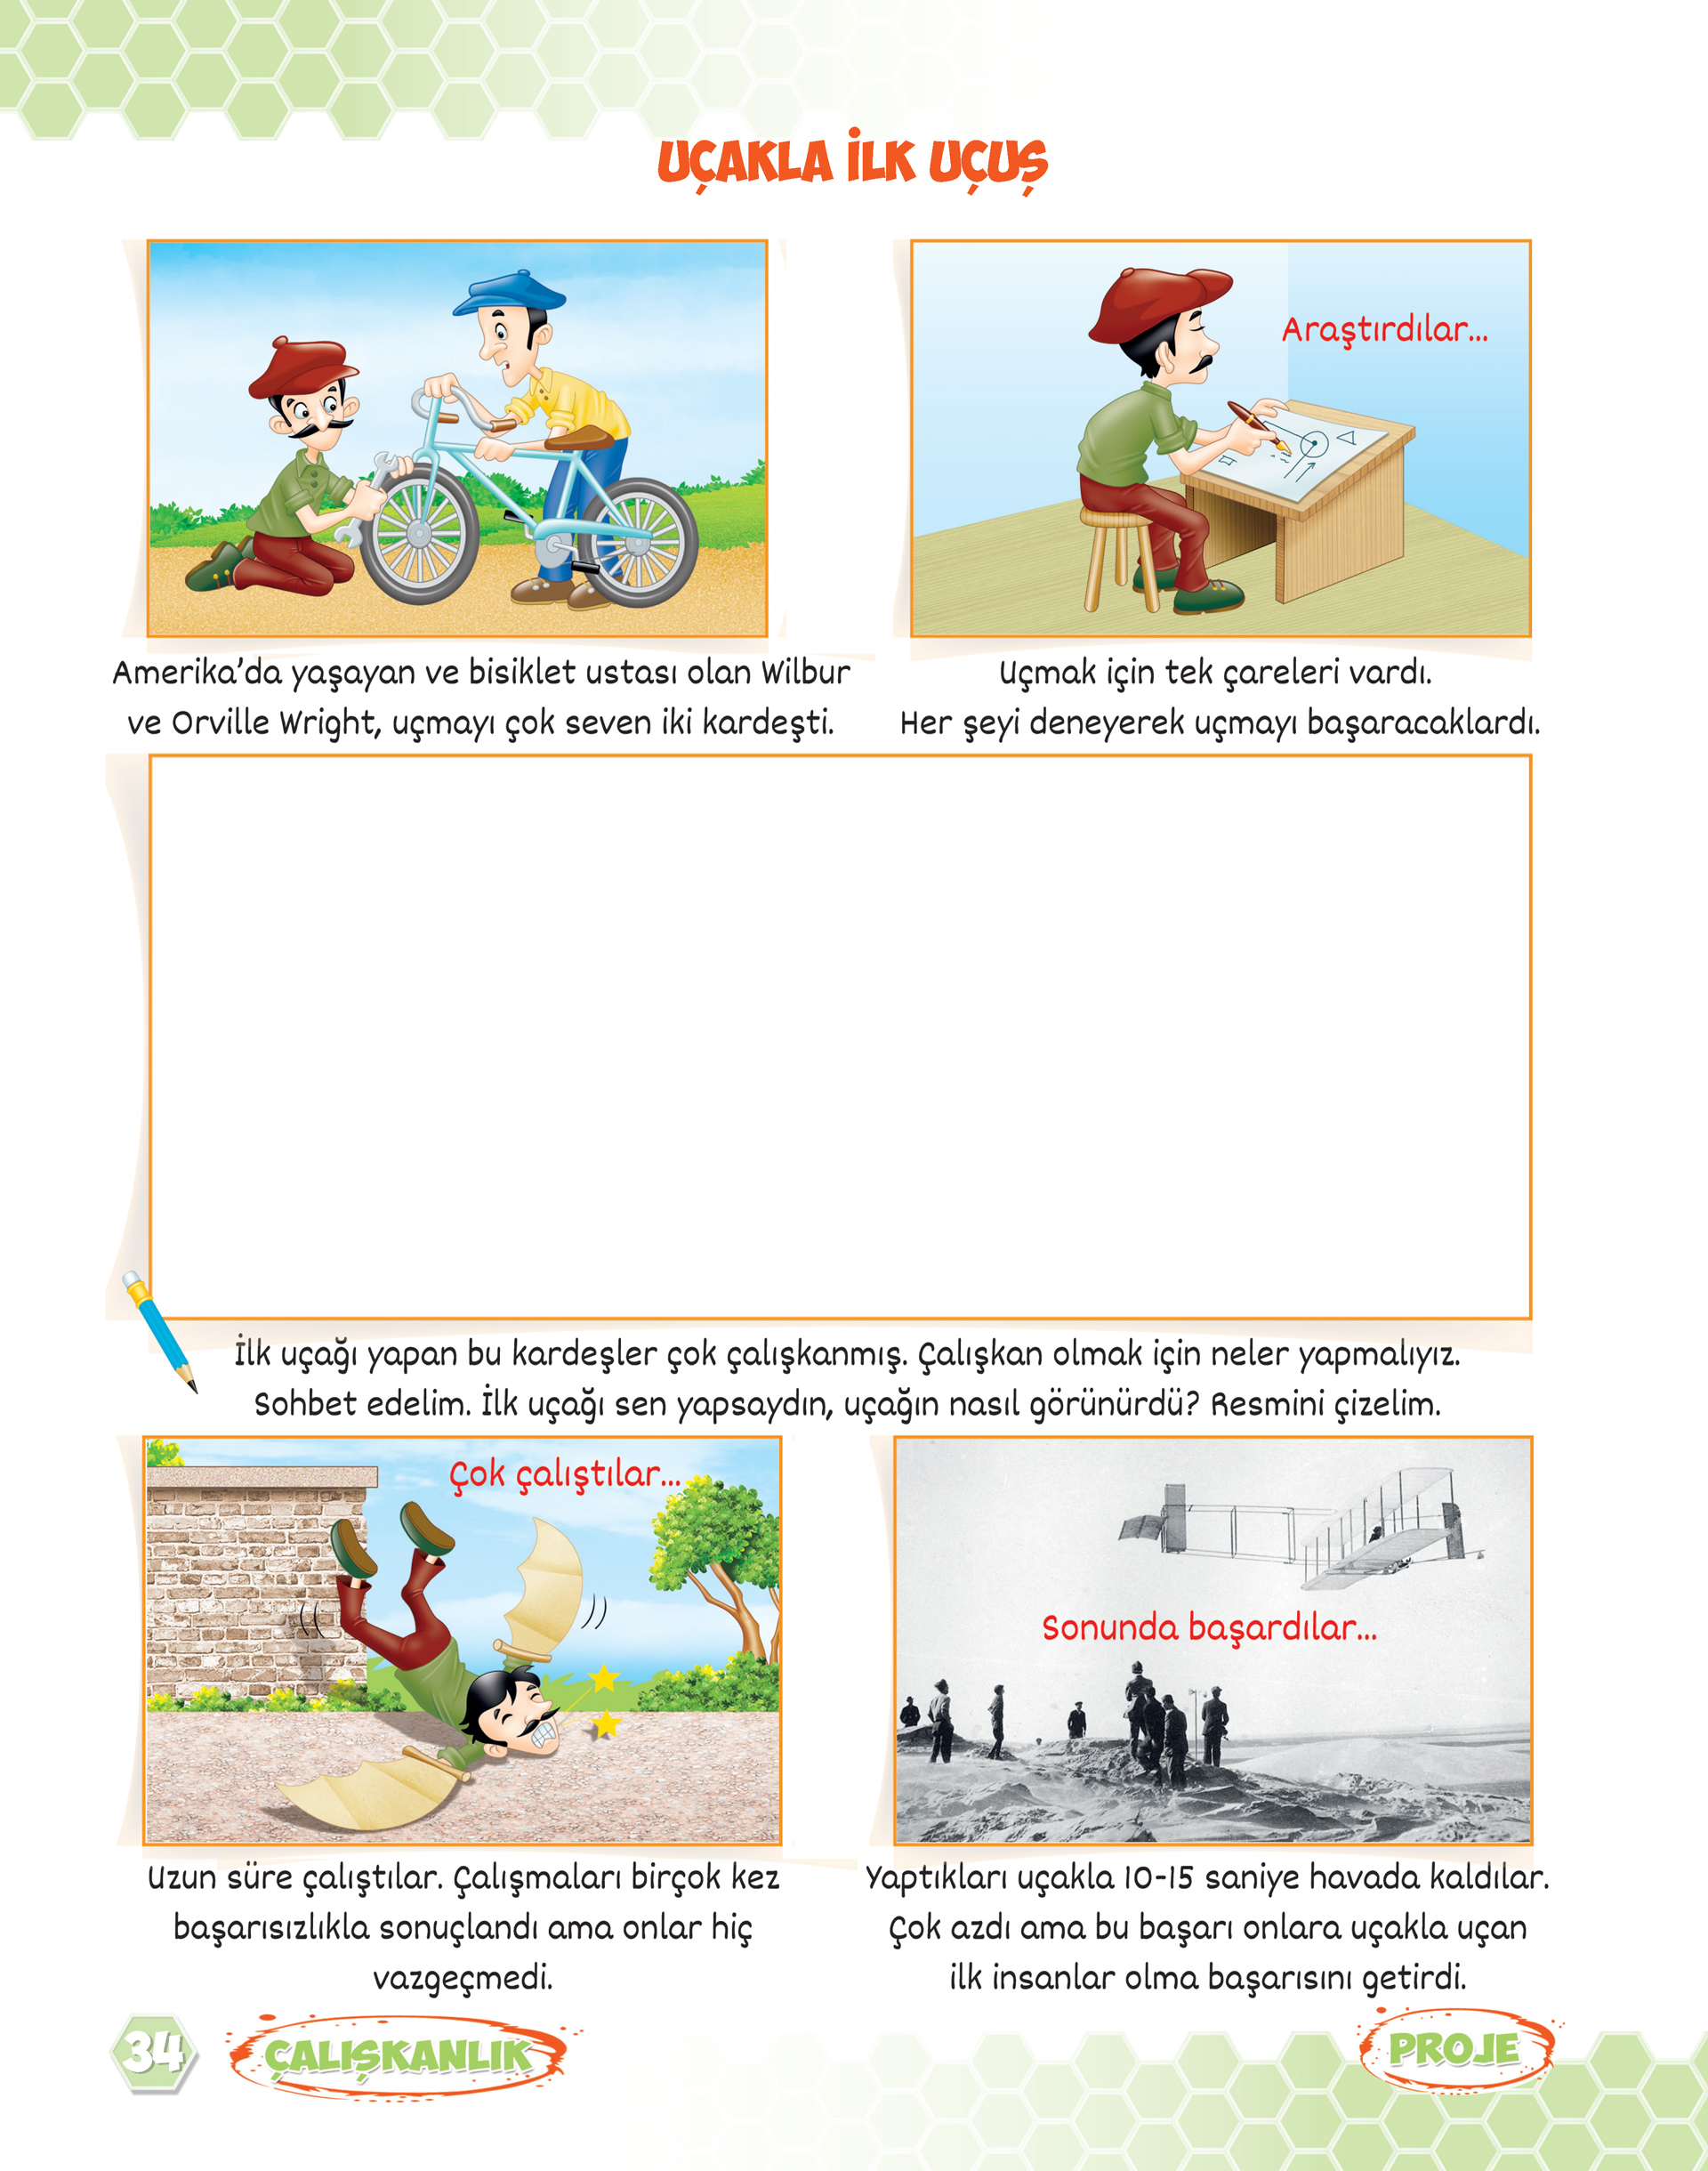 UÇAKLA İLK UÇUŞ
Araştırdılar...
Amerika'da yaşayan ve bisiklet ustası olan Wilbur
ve Orville Wright, uçmayı çok seven iki kardeşti.
Uçmak için tek çareleri vardı.
Her şeyi deneyerek uçmayı başaracaklardı.
İlk uçağı yapan bu kardeşler çok çalışkanmış. Çalışkan olmak için neler yapmalıyız.
Sohbet edelim. İlk uçağı sen yapsaydın, uçağın nasıl görünürdü? Resmini çizelim.
Çok çalıştılar...
Uzun süre çalıştılar. Çalışmaları birçok kez
başarısızlıkla sonuçlandı ama onlar hiç
vazgeçmedi.
Sonunda başardılar...
Yaptıkları uçakla 10-15 saniye havada kaldılar.
Çok azdı ama bu başarı onlara uçakla uçan
ilk insanlar olma başarısını getirdi.
34
ÇALIŞKANLIK
PROJE